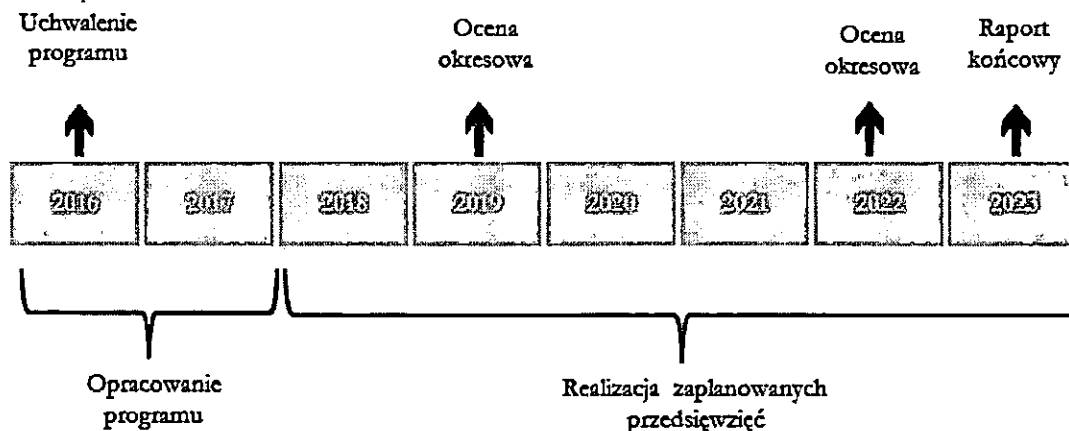 Uchwalenie
programu
Ocena
okresowa
Ocena
okresowa
Raport
końcowy
2016
2017
2018
2019
2020
2021
2022
2023
Opracowanie
programu
Realizacja zaplanowanych
przedsięwzięć